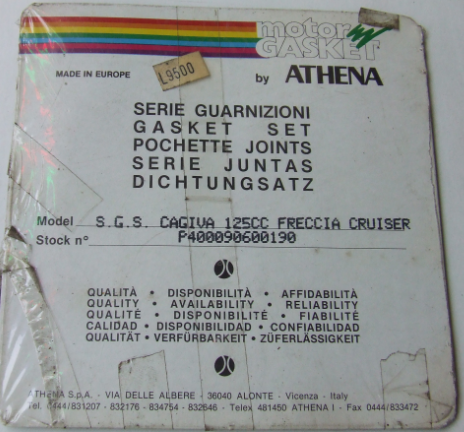 motor
GASKET
MADE IN EUROPE
L9500
by ATHENA
SERIE GUARNIZIONI
GASKET SET
POCHETTE JOINTS
SERIE JUNTAS
DICHTUNGSATZ
Model S.G.S. CAGIVA 125CC FRECCIA CRUISER
Stock n° P400090600190
QUALITÀ • DISPONIBILITÀ • AFFIDABILITÀ
QUALITY • AVAILABILITY • RELIABILITY
QUALITÉ • DISPONIBILITÉ • FIABILITÉ
CALIDAD • DISPONIBILIDAD • CONFIABILIDAD
QUALITÄT • VERFÜRBARKEIT • ZÜFERLÄSSIGKEIT
ATHENA S.p.A. - VIA DELLE ALBERE - 36040 ALONTE - Vicenza - Italy
Tel. 0444/831207 - 832176 - 834754 - 832646 - Telex 481450 ATHENA I - Fax 0444/833472